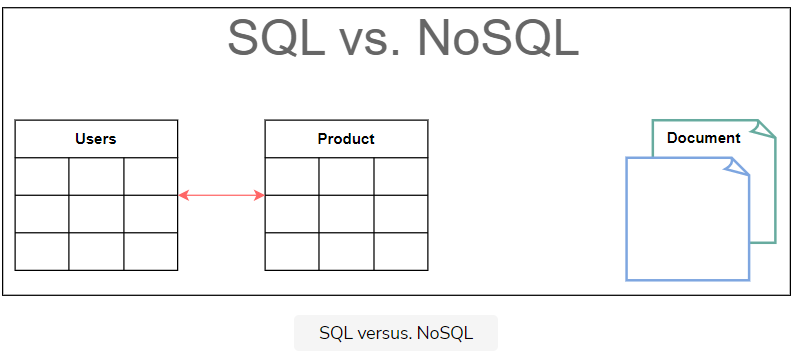 SQL vs. NoSQL
Users
Product
Document
SQL versus. NoSQL